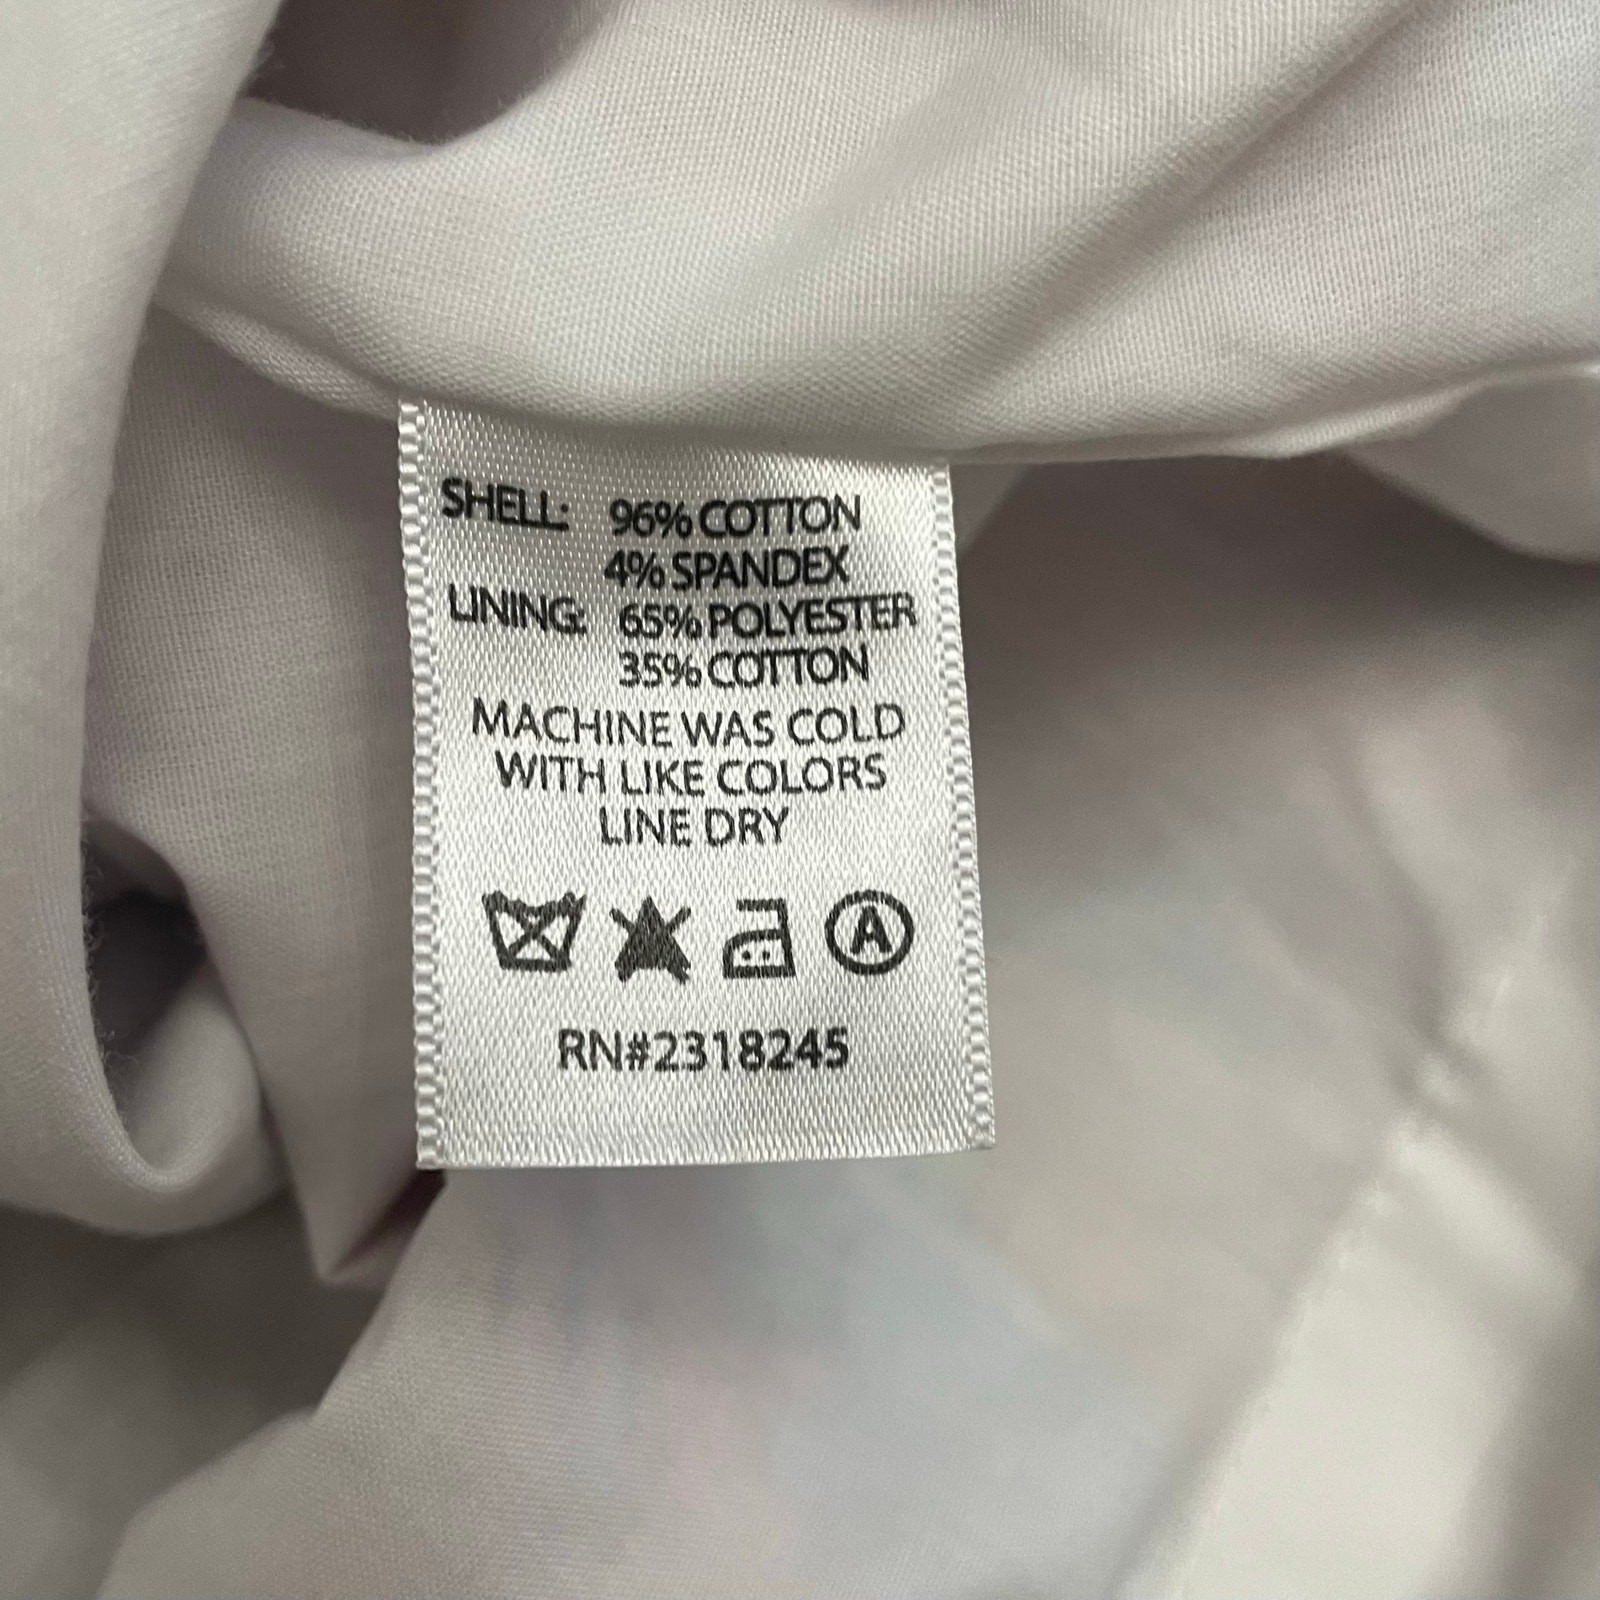 SHELL: 96% COTTON
4% SPANDEX
LINING: 65% POLYESTER
35% COTTON
MACHINE WAS COLD
WITH LIKE COLORS
LINE DRY
A
RN#2318245